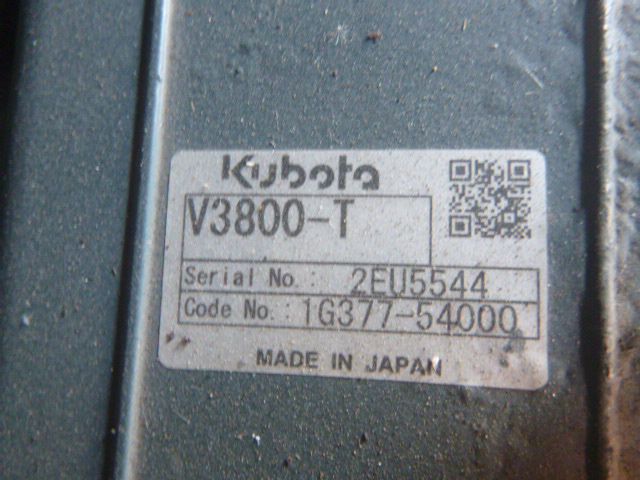 Kubota
V3800-T
Serial No.: 2EU5544
Code No.: 1G377-54000
MADE IN JAPAN